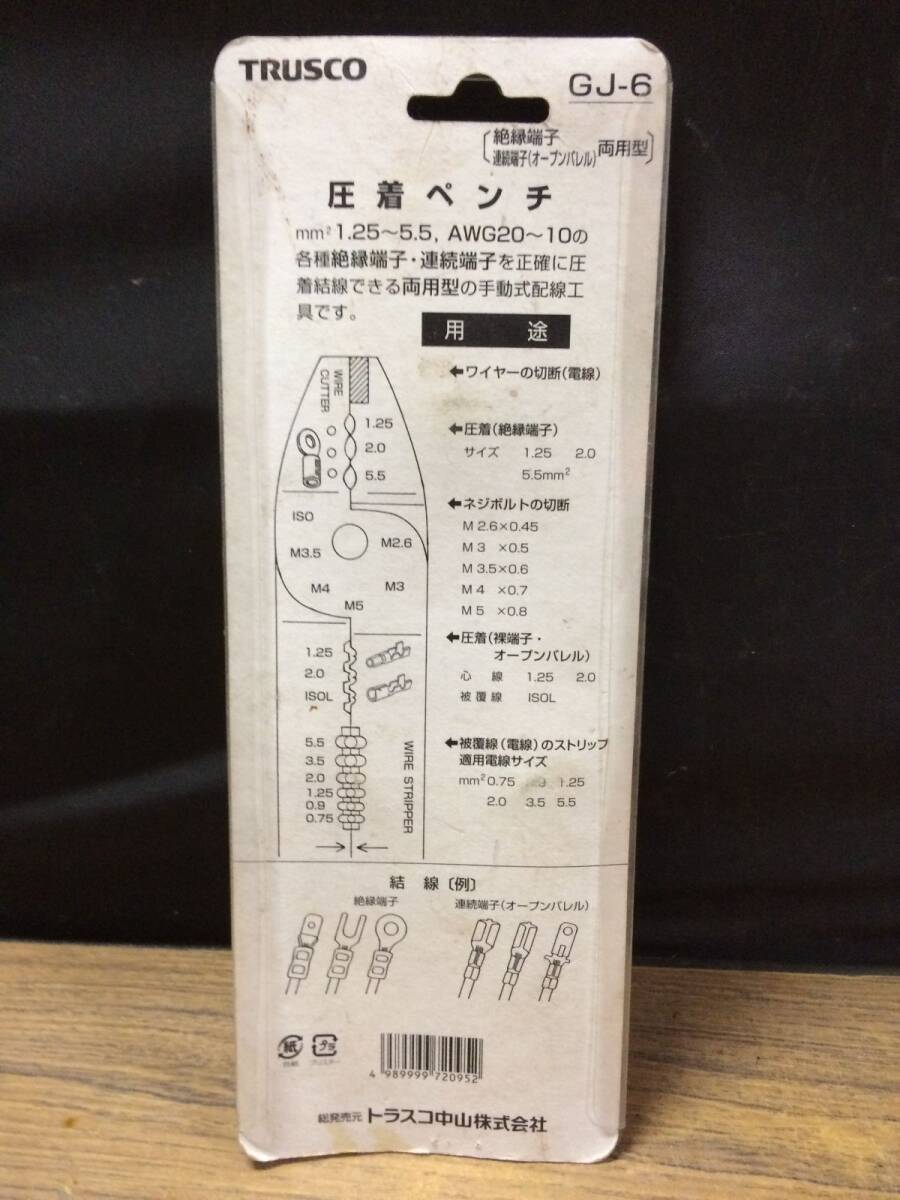 TRUSCO
GJ-6
絶縁端子
連続端子(オープンバレル)
両用型
圧着ペンチ
mm² 1.25～5.5, AWG20～10の
各種絶縁端子・連続端子を正確に圧
着結線できる両用型の手動式配線工
具です。
用 途
WIRE CUTTER
1.25
2.0
5.5
ISO
M3.5
M2.6
M4
M3
M5
1.25
2.0
ISOL
5.5
3.5
2.0
1.25
0.9
0.75
WIRE STRIPPER
←ワイヤーの切断(電線)
←圧着(絶縁端子)
サイズ 1.25 2.0
5.5mm²
←ネジボルトの切断
M 2.6×0.45
M 3 ×0.5
M 3.5×0.6
M 4 ×0.7
M 5 ×0.8
←圧着(裸端子・
オープンバレル)
心 線 1.25 2.0
被覆線 ISOL
←被覆線(電線)のストリップ
適用電線サイズ
mm² 0.75 1.25
2.0 3.5 5.5
結 線〔例〕
絶縁端子
連続端子(オープンバレル)
紙
プラ
4 989999 720952
総発売元 トラスコ中山株式会社